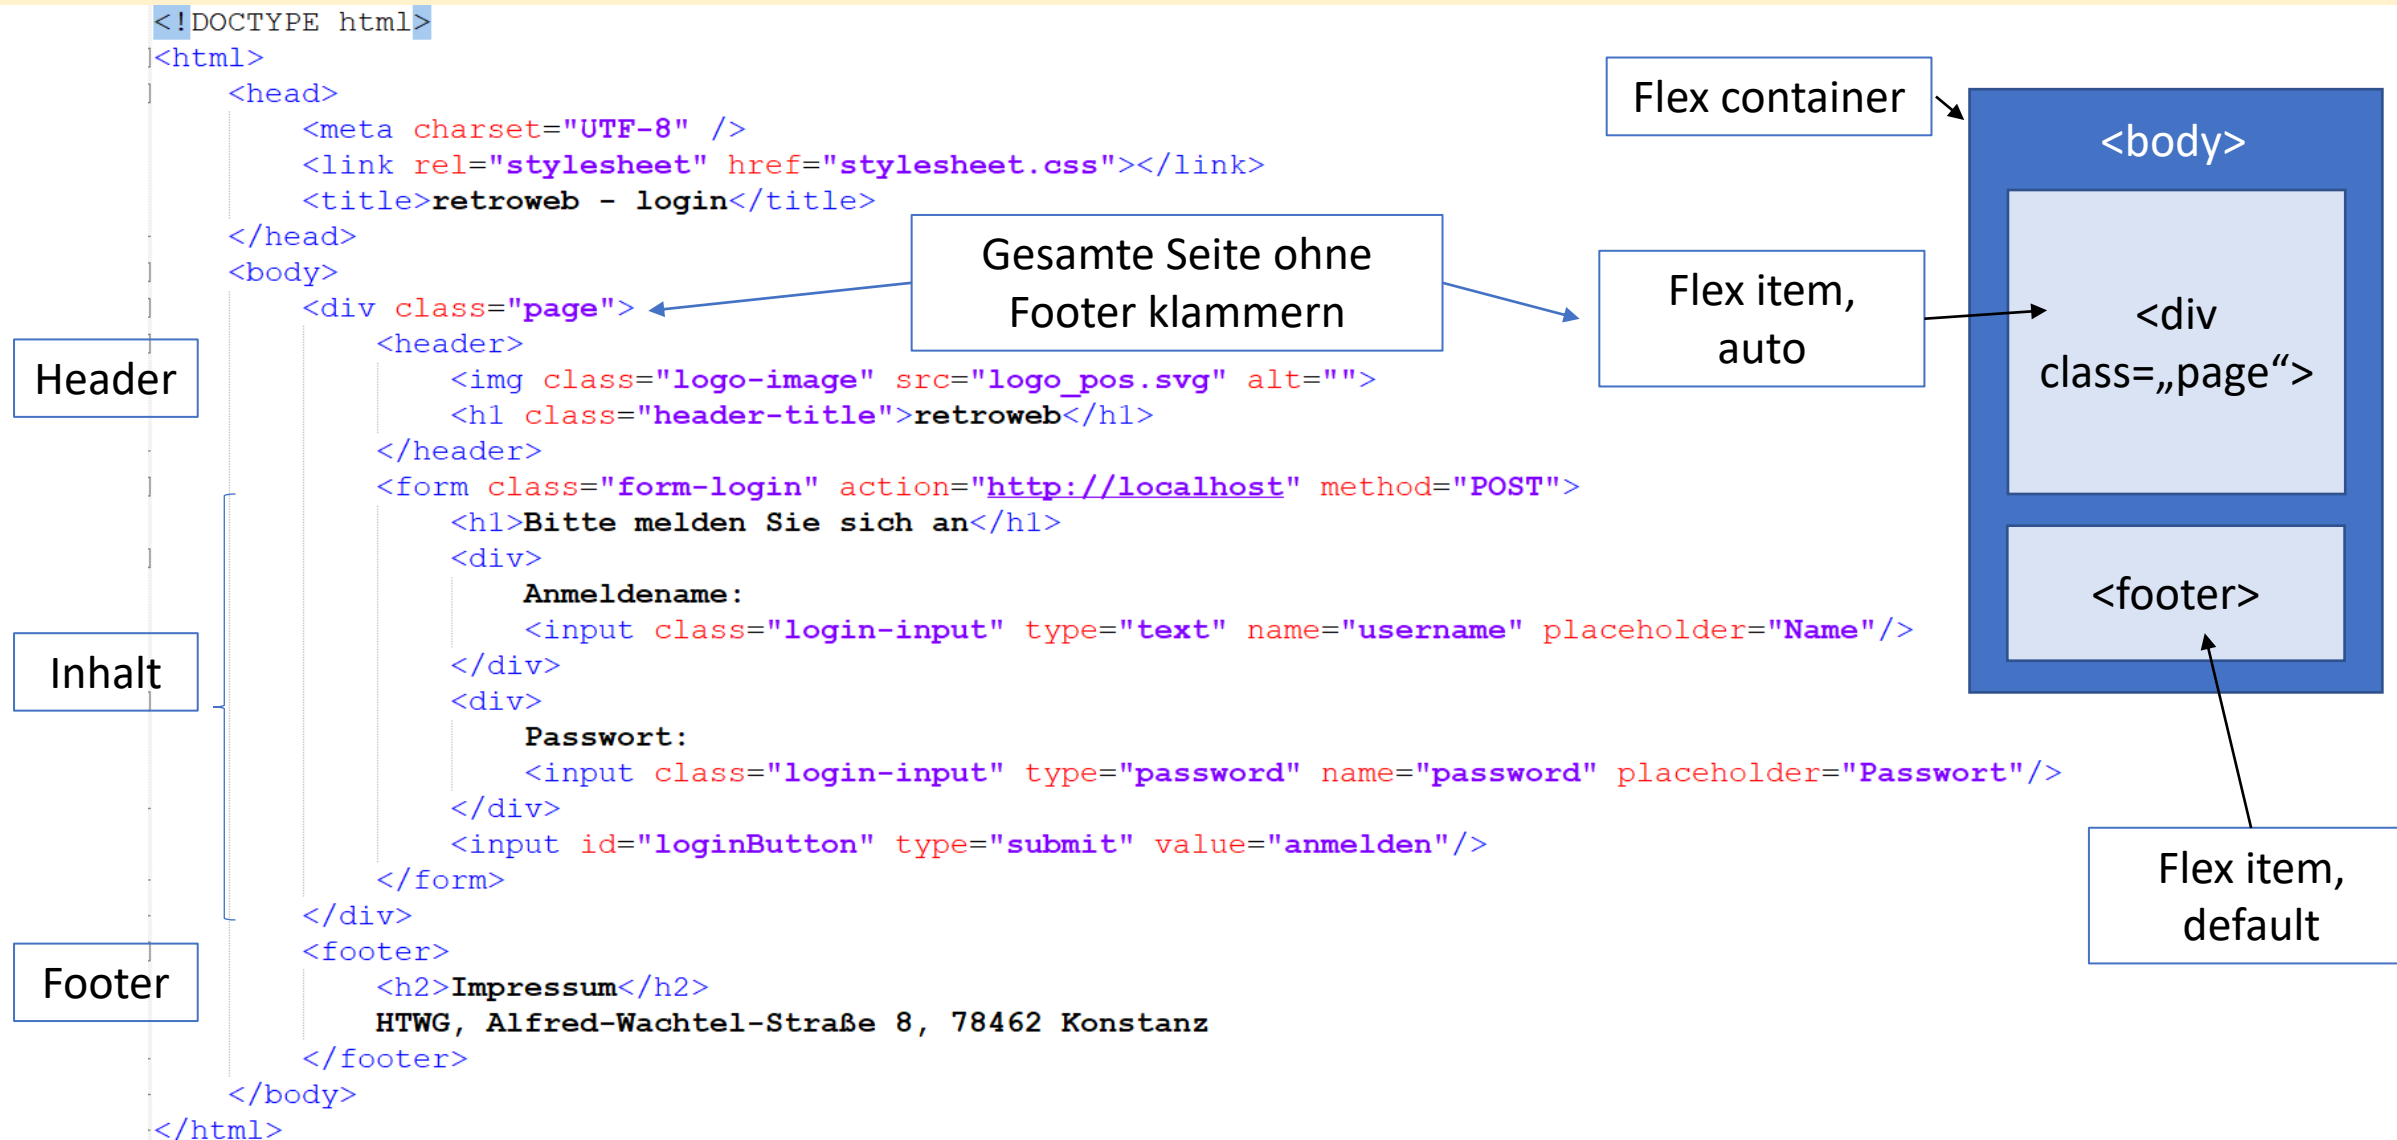 <!DOCTYPE html>
<html>
<head>
<meta charset="UTF-8" />
<link rel="stylesheet" href="stylesheet.css"></link>
<title>retroweb - login</title>
</head>
<body>
<div class="page">
<header>
<img class="logo-image" src="logo_pos.svg" alt="">
<h1 class="header-title">retroweb</h1>
</header>
<form class="form-login" action="http://localhost" method="POST">
<h1>Bitte melden Sie sich an</h1>
<div>
Anmeldename:
<input class="login-input" type="text" name="username" placeholder="Name"/>
</div>
<div>
Passwort:
<input class="login-input" type="password" name="password" placeholder="Passwort"/>
</div>
<input id="loginButton" type="submit" value="anmelden"/>
</form>
</div>
<footer>
<h2>Impressum</h2>
HTWG, Alfred-Wachtel-Straße 8, 78462 Konstanz
</footer>
</body>
</html>
Header
Inhalt
Footer
Gesamte Seite ohne
Footer klammern
Flex container
Flex item,
auto
<body>
<div
class=„page“>
<footer>
Flex item,
default